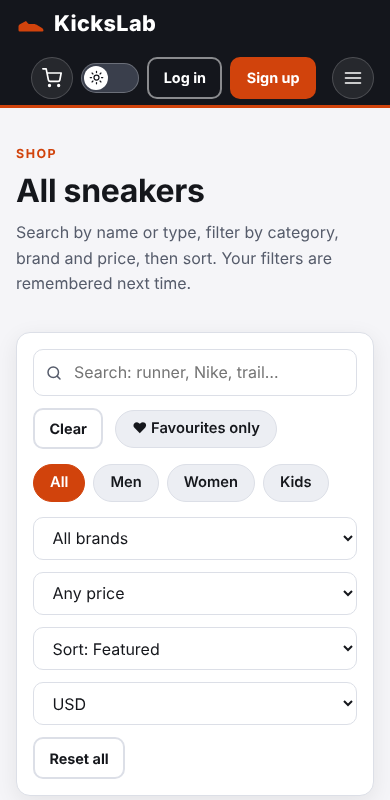 KicksLab
Log in
Sign up
SHOP
All sneakers
Search by name or type, filter by category,
brand and price, then sort. Your filters are
remembered next time.
Search: runner, Nike, trail...
Clear
♥ Favourites only
All
Men
Women
Kids
All brands
Any price
Sort: Featured
USD
Reset all